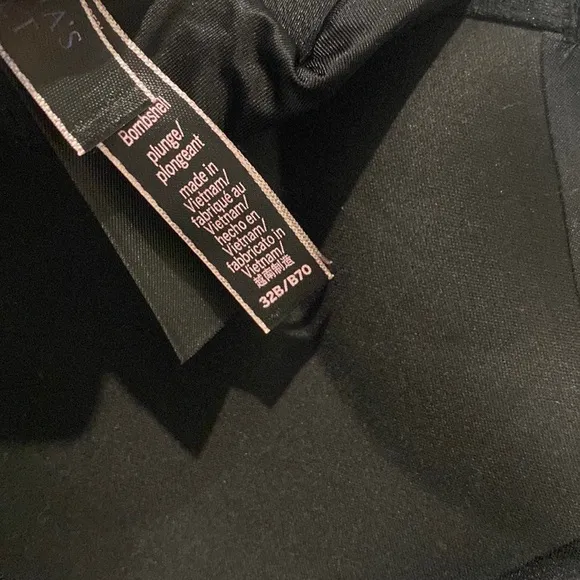 A'S
T
Bombshell
plunge/
plongeant
made in
Vietnam/
fabriqué au
Vietnam/
hecho en
Vietnam/
fabbricato in
Vietnam/
越南制造
32B/B70